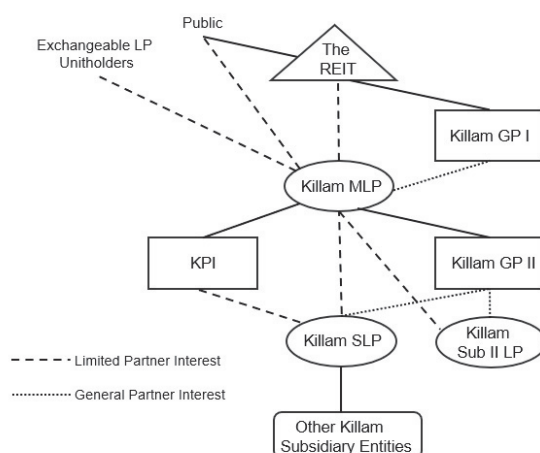 Public
Exchangeable LP
Unitholders
The
REIT
Killam GP I
Killam MLP
KPI
Killam GP II
Killam SLP
Killam
Sub II LP
Limited Partner Interest
General Partner Interest
Other Killam
Subsidiary Entities